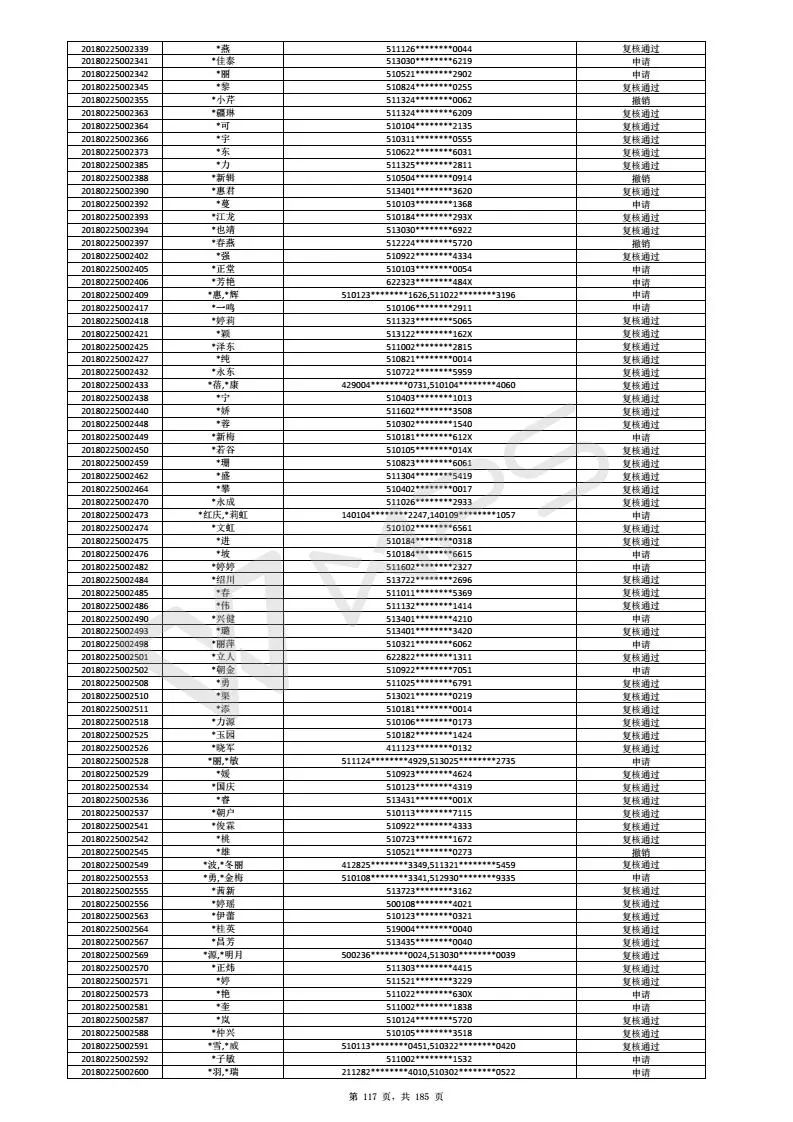 20180225002339 *燕 511126********0044 复核通过
20180225002341 *佳泰 513030********6219 申请
20180225002342 *丽 510521********2902 申请
20180225002345 *黎 510824********0255 复核通过
20180225002355 *小芹 511324********0062 撤销
20180225002363 *疆琳 511324********6209 复核通过
20180225002364 *可 510104********2135 复核通过
20180225002366 *宇 510311********0555 复核通过
20180225002373 *东 510622********6031 复核通过
20180225002385 *力 511325********2811 复核通过
20180225002388 *新辑 510504********0914 撤销
20180225002390 *惠君 513401********3620 复核通过
20180225002392 *蔓 510103********1368 申请
20180225002393 *江龙 510184********293X 复核通过
20180225002394 *也靖 513030********6922 复核通过
20180225002397 *春燕 512224********5720 撤销
20180225002402 *强 510922********4334 复核通过
20180225002405 *正堂 510103********0054 申请
20180225002406 *芳艳 622323********484X 申请
20180225002409 *惠,*辉 510123********1626,511022********3196 申请
20180225002417 *一鸣 510106********2911 申请
20180225002418 *婷莉 511323********5065 复核通过
20180225002421 *颖 513122********162X 复核通过
20180225002425 *泽东 511002********2815 复核通过
20180225002427 *纯 510821********0014 复核通过
20180225002432 *永东 510722********5959 复核通过
20180225002433 *蓓,*康 429004********0731,510104********4060 复核通过
20180225002438 *宁 510403********1013 复核通过
20180225002440 *娇 511602********3508 复核通过
20180225002448 *蓉 510302********1540 复核通过
20180225002449 *新梅 510181********612X 申请
20180225002450 *若谷 510105********014X 复核通过
20180225002459 *珊 510823********6061 复核通过
20180225002462 *盛 511304********5419 复核通过
20180225002464 *攀 510402********0017 复核通过
20180225002470 *永成 511026********2933 复核通过
20180225002473 *红庆,*莉虹 140104********2247,140109********1057 申请
20180225002474 *文虹 510102********6561 复核通过
20180225002475 *进 510184********0318 复核通过
20180225002476 *坡 510184********6615 申请
20180225002482 *婷婷 511602********2327 申请
20180225002484 *绍川 513722********2696 复核通过
20180225002485 *春 511011********5369 复核通过
20180225002486 *伟 511132********1414 复核通过
20180225002490 *兴健 513401********4210 申请
20180225002493 *璐 513401********3420 复核通过
20180225002498 *丽萍 510321********6062 申请
20180225002501 *立人 622822********1311 复核通过
20180225002502 *朝金 510922********7051 申请
20180225002508 *勇 511025********6791 复核通过
20180225002510 *渠 513021********0219 复核通过
20180225002511 *添 510181********0014 复核通过
20180225002518 *力源 510106********0173 复核通过
20180225002525 *玉园 510182********1424 复核通过
20180225002526 *晓军 411123********0132 复核通过
20180225002528 *丽,*敏 511124********4929,513025********2735 申请
20180225002529 *媛 510923********4624 复核通过
20180225002534 *国庆 510123********4319 复核通过
20180225002536 *睿 513431********001X 复核通过
20180225002537 *朝户 510113********7115 复核通过
20180225002541 *俊霖 510922********4333 复核通过
20180225002542 *桃 510723********1672 复核通过
20180225002545 *雄 510521********0273 撤销
20180225002549 *波,*冬丽 412825********3349,511321********5459 复核通过
20180225002553 *勇,*金梅 510108********3341,512930********9335 申请
20180225002555 *茜新 513723********3162 复核通过
20180225002556 *婷瑶 500108********4021 复核通过
20180225002563 *伊蕾 510123********0321 复核通过
20180225002564 *桂英 519004********0040 复核通过
20180225002567 *昌芳 513435********0040 复核通过
20180225002569 *源,*明月 500236********0024,513030********0039 复核通过
20180225002570 *正炜 511303********4415 复核通过
20180225002571 *婷 511521********3229 复核通过
20180225002573 *艳 511022********630X 申请
20180225002581 *奎 511002********1838 申请
20180225002587 *岚 510124********5720 复核通过
20180225002588 *仲兴 510105********3518 复核通过
20180225002591 *雪,*威 510113********0451,510322********0420 复核通过
20180225002592 *子敏 511002********1532 申请
20180225002600 *羽,*瑞 211282********4010,510302********0522 申请
第 117 页，共 185 页